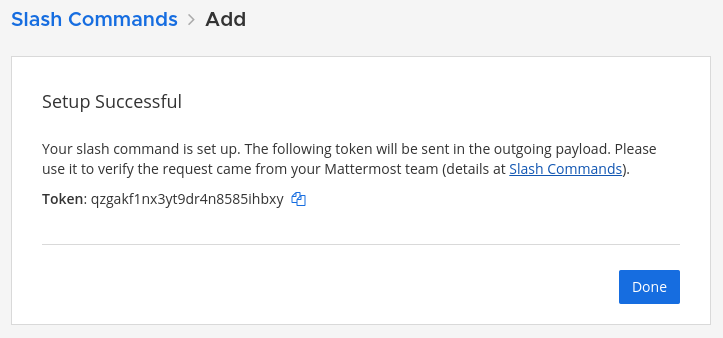 Slash Commands > Add
Setup Successful
Your slash command is set up. The following token will be sent in the outgoing payload. Please
use it to verify the request came from your Mattermost team (details at Slash Commands).
Token: qzgakf1nx3yt9dr4n8585ihbxy
Done